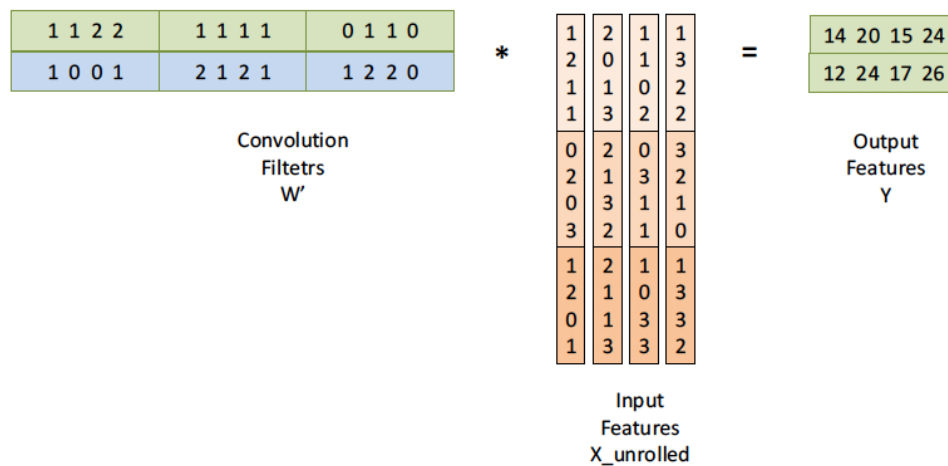 1 1 2 2 1 1 1 1 0 1 1 0
1 0 0 1 2 1 2 1 1 2 2 0
Convolution
Filtetrs
W’
*
1 2 1 1
2 0 1 3
1 1 0 2
1 3 2 2
0 2 0 3
2 1 3 2
0 3 1 1
3 2 1 0
1 2 0 1
2 1 1 3
1 0 3 3
1 3 3 2
Input
Features
X_unrolled
=
14 20 15 24
12 24 17 26
Output
Features
Y